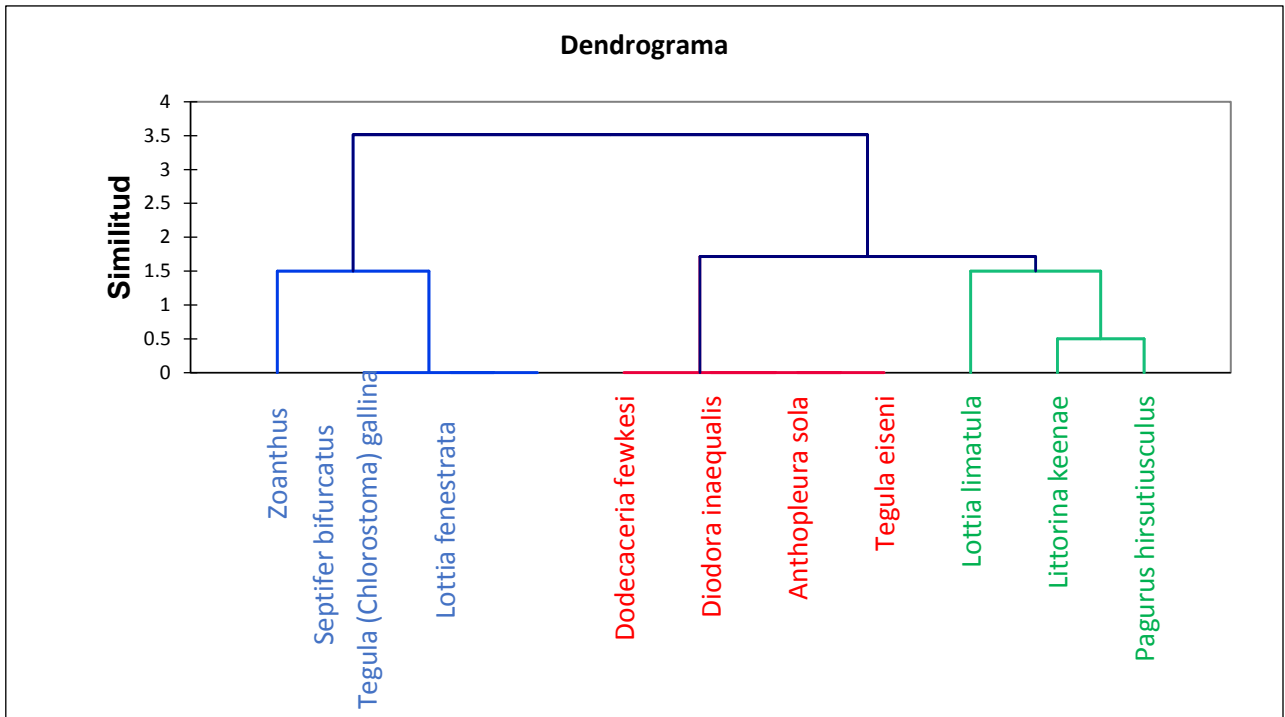 Dendrograma
Similitud
4
3.5
3
2.5
2
1.5
1
0.5
0
Zoanthus
Septifer bifurcatus
Tegula (Chlorostoma) gallina
Lottia fenestrata
Dodecaceria fewkesi
Diodora inaequalis
Anthopleura sola
Tegula eiseni
Lottia limatula
Littorina keenae
Pagurus hirsutiusculus